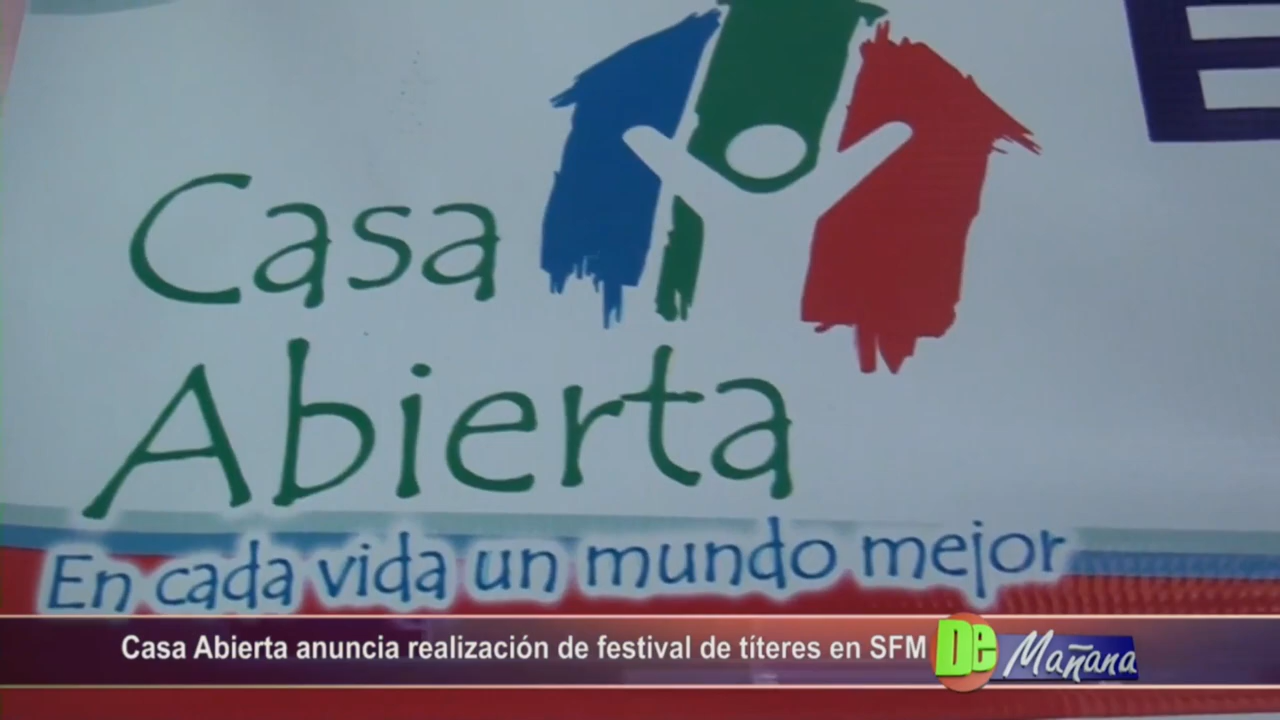 E
Casa
Abierta
En cada vida un mundo mejor
Casa Abierta anuncia realización de festival de títeres en SFM
De Mañana